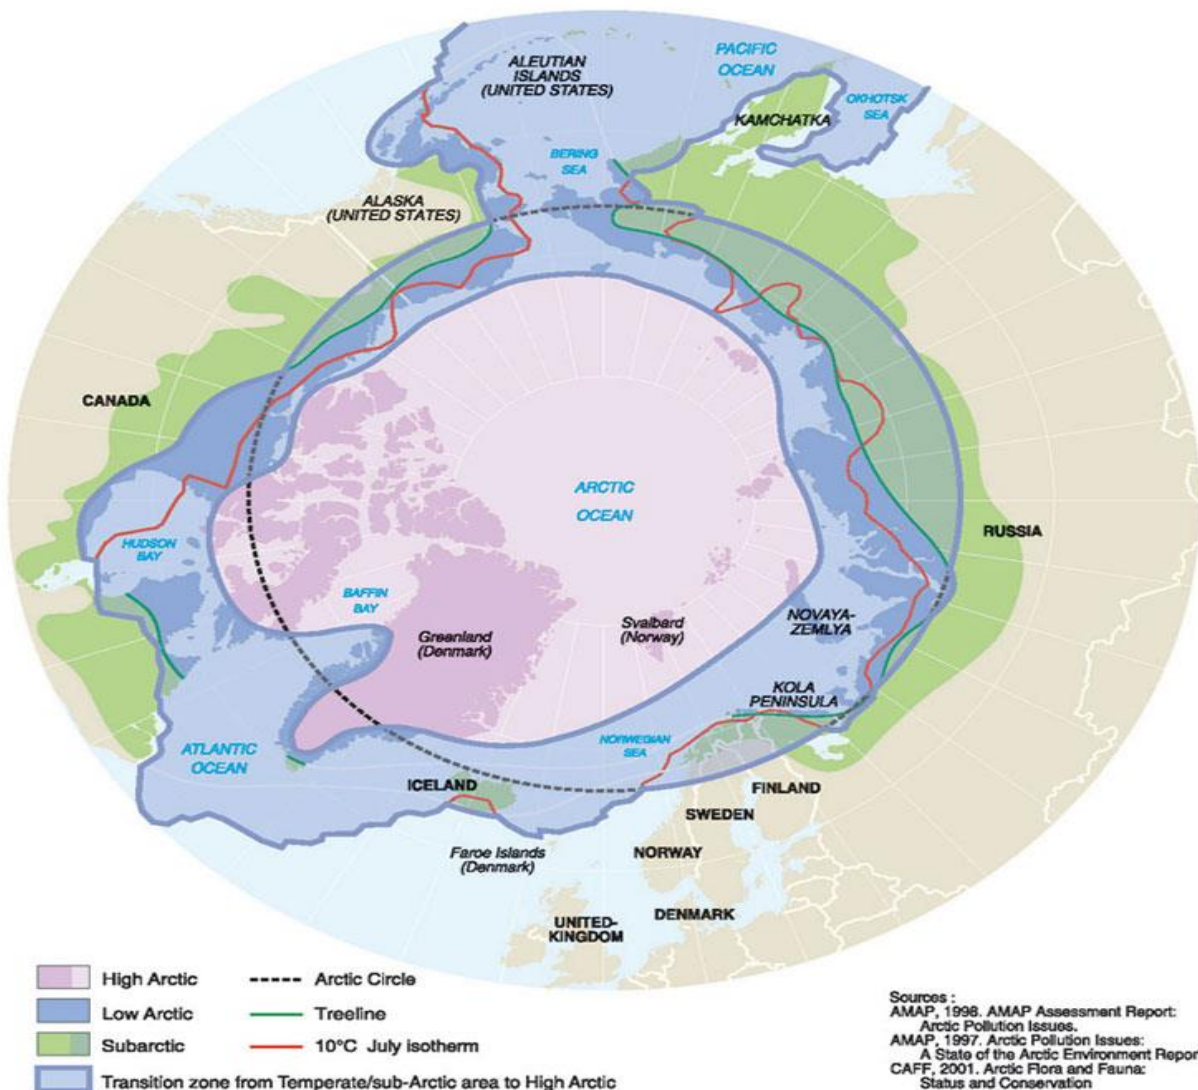 PACIFIC
OCEAN
ALEUTIAN
ISLANDS
(UNITED STATES)
OKHOTSK
SEA
KAMCHATKA
BERING
SEA
ALASKA
(UNITED STATES)
CANADA
ARCTIC
OCEAN
RUSSIA
HUDSON
BAY
BAFFIN
BAY
Greenland
(Denmark)
Svalbard
(Norway)
NOVAYA-
ZEMLYA
KOLA
PENINSULA
NORWEGIAN
SEA
ATLANTIC
OCEAN
ICELAND
FINLAND
SWEDEN
Faroe Islands
(Denmark)
NORWAY
DENMARK
UNITED-
KINGDOM
High Arctic
Low Arctic
Subarctic
Transition zone from Temperate/sub-Arctic area to High Arctic
Arctic Circle
Treeline
10°C July isotherm
Sources :
AMAP, 1998. AMAP Assessment Report:
Arctic Pollution Issues.
AMAP, 1997. Arctic Pollution Issues:
A State of the Arctic Environment Report
CAFF, 2001. Arctic Flora and Fauna:
Status and Conservation